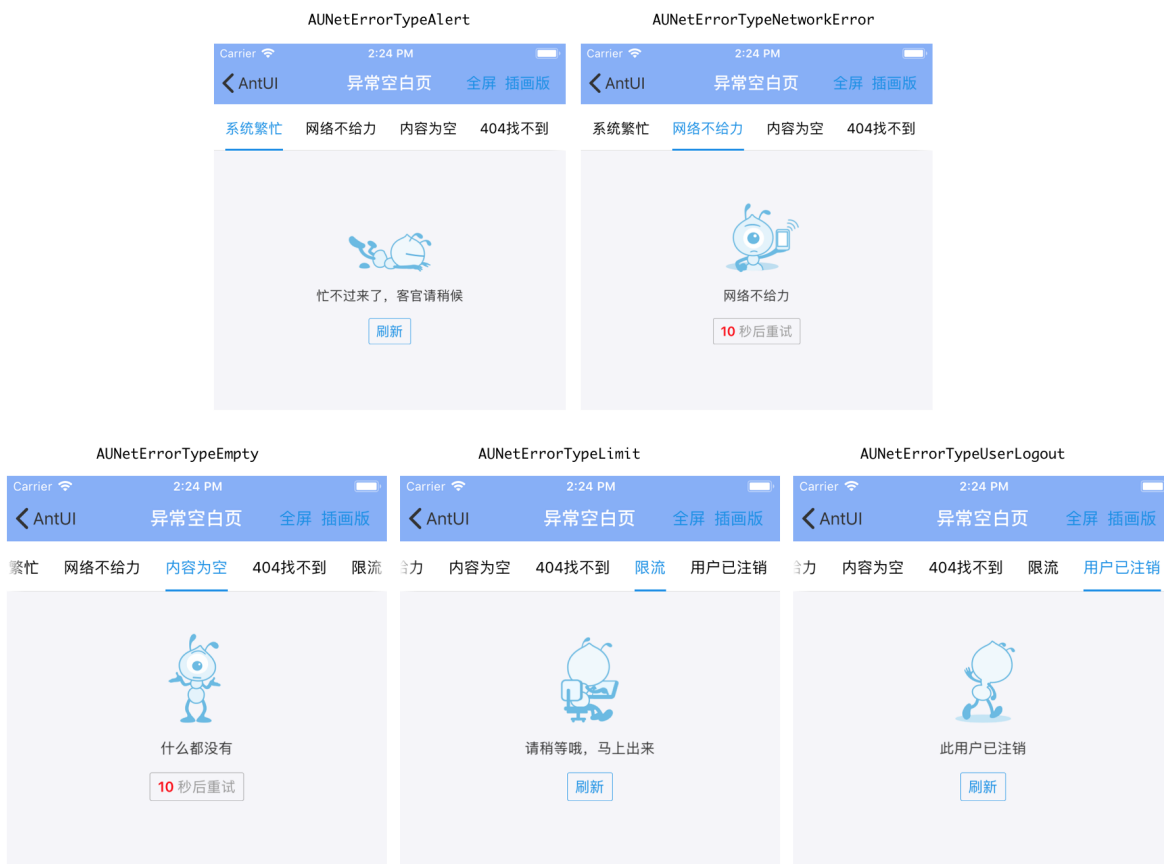 AUNetErrorTypeAlert
Carrier 2:24 PM
AntUI 异常空白页 全屏 插画版
系统繁忙 网络不给力 内容为空 404找不到
忙不过来了，客官请稍候
刷新
AUNetErrorTypeNetworkError
Carrier 2:24 PM
AntUI 异常空白页 全屏 插画版
系统繁忙 网络不给力 内容为空 404找不到
网络不给力
10 秒后重试
AUNetErrorTypeEmpty
Carrier 2:24 PM
AntUI 异常空白页 全屏 插画版
繁忙 网络不给力 内容为空 404找不到 限流
什么都没有
10 秒后重试
AUNetErrorTypeLimit
Carrier 2:24 PM
AntUI 异常空白页 全屏 插画版
给力 内容为空 404找不到 限流 用户已注销
请稍等哦，马上出来
刷新
AUNetErrorTypeUserLogout
Carrier 2:24 PM
AntUI 异常空白页 全屏 插画版
给力 内容为空 404找不到 限流 用户已注销
此用户已注销
刷新